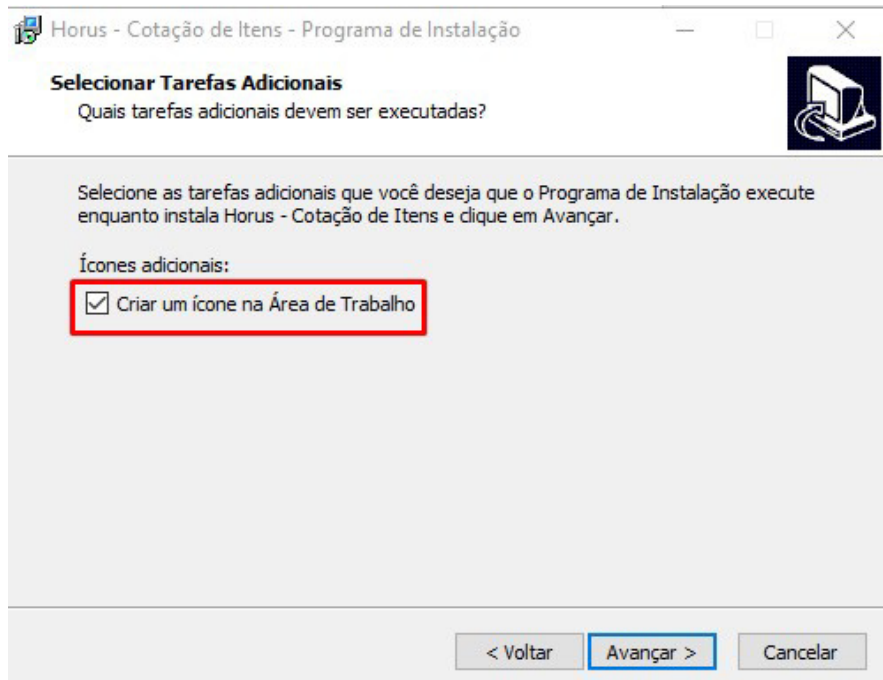 Horus - Cotação de Itens - Programa de Instalação
Selecionar Tarefas Adicionais
Quais tarefas adicionais devem ser executadas?
Selecione as tarefas adicionais que você deseja que o Programa de Instalação execute
enquanto instala Horus - Cotação de Itens e clique em Avançar.
Ícones adicionais:
Criar um ícone na Área de Trabalho
< Voltar
Avançar >
Cancelar